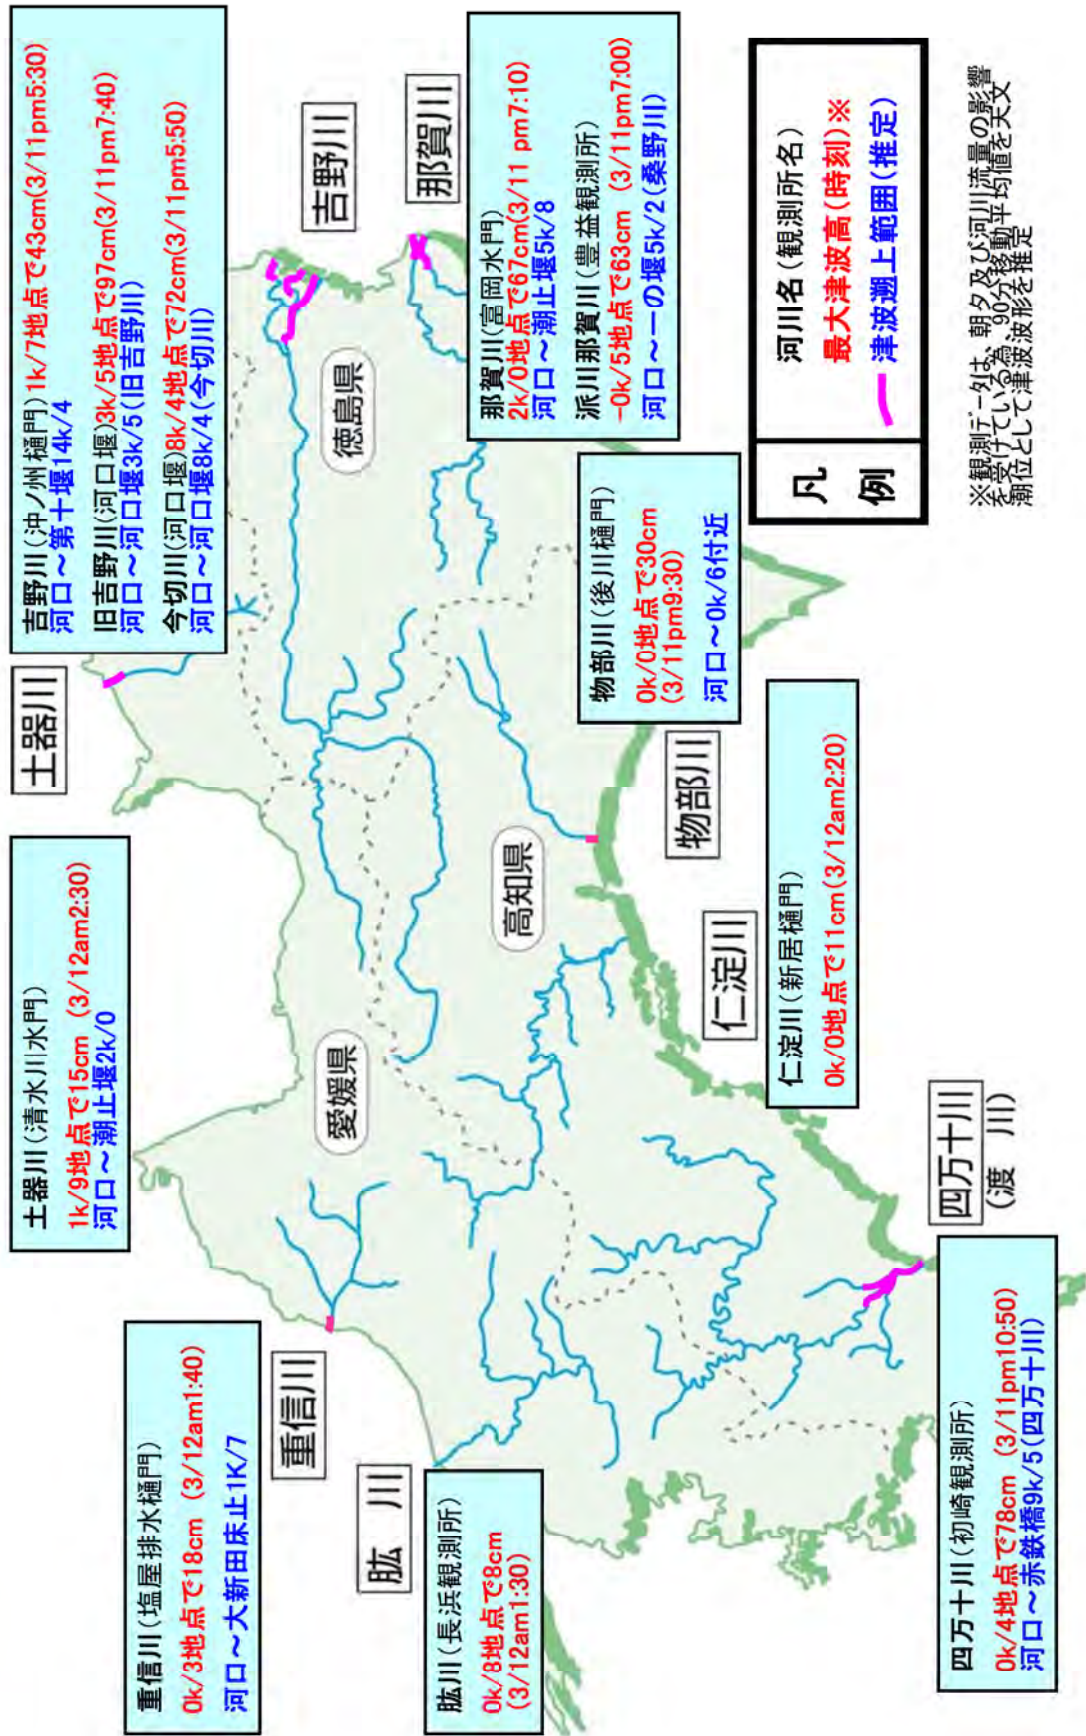 重信川(塩屋排水樋門)
0k/3地点で18cm (3/12am1:40)
河口～大新田床止1K/7
土器川(清水川水門)
1k/9地点で15cm (3/12am2:30)
河口～潮止堰2k/0
吉野川(沖ノ州樋門)1k/7地点で43cm(3/11pm5:30)
河口～第十堰14k/4
旧吉野川(河口堰)3k/5地点で97cm(3/11pm7:40)
河口～河口堰3k/5(旧吉野川)
今切川(河口堰)8k/4地点で72cm(3/11pm5:50)
河口～河口堰8k/4(今切川)
土器川
重信川
肱 川
吉野川
那賀川
愛媛県
徳島県
高知県
肱川(長浜観測所)
0k/8地点で8cm
(3/12am1:30)
那賀川(富岡水門)
2k/0地点で67cm(3/11 pm7:10)
河口～潮止堰5k/8
派川那賀川(豊益観測所)
-0k/5地点で63cm (3/11pm7:00)
河口～一の堰5k/2(桑野川)
物部川(後川樋門)
0k/0地点で30cm
(3/11pm9:30)
河口～0k/6付近
物部川
仁淀川
仁淀川(新居樋門)
0k/0地点で11cm(3/12am2:20)
四万十川
(渡 川)
四万十川(初崎観測所)
0k/4地点で78cm (3/11pm10:50)
河口～赤鉄橋9k/5(四万十川)
凡例
河川名(観測所名)
最大津波高(時刻)※
津波遡上範囲(推定)
※観測データは、朝夕及び河川流量の影響
を受けている為、90分移動平均値を天文
潮位として津波波形を推定